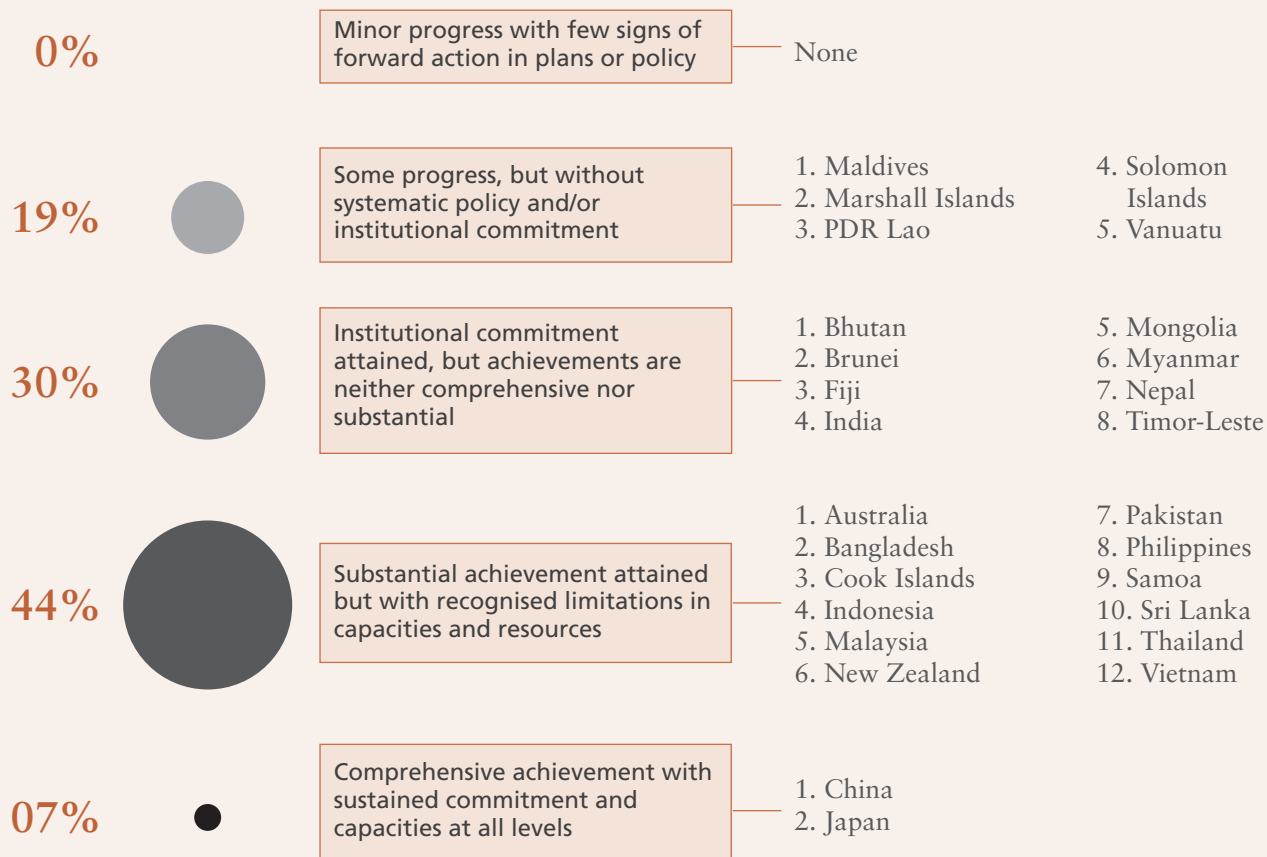 0%
Minor progress with few signs of
forward action in plans or policy
None
19%
Some progress, but without
systematic policy and/or
institutional commitment
1. Maldives
2. Marshall Islands
3. PDR Lao
4. Solomon
Islands
5. Vanuatu
30%
Institutional commitment
attained, but achievements are
neither comprehensive nor
substantial
1. Bhutan
2. Brunei
3. Fiji
4. India
5. Mongolia
6. Myanmar
7. Nepal
8. Timor-Leste
44%
Substantial achievement attained
but with recognised limitations in
capacities and resources
1. Australia
2. Bangladesh
3. Cook Islands
4. Indonesia
5. Malaysia
6. New Zealand
7. Pakistan
8. Philippines
9. Samoa
10. Sri Lanka
11. Thailand
12. Vietnam
07%
Comprehensive achievement with
sustained commitment and
capacities at all levels
1. China
2. Japan